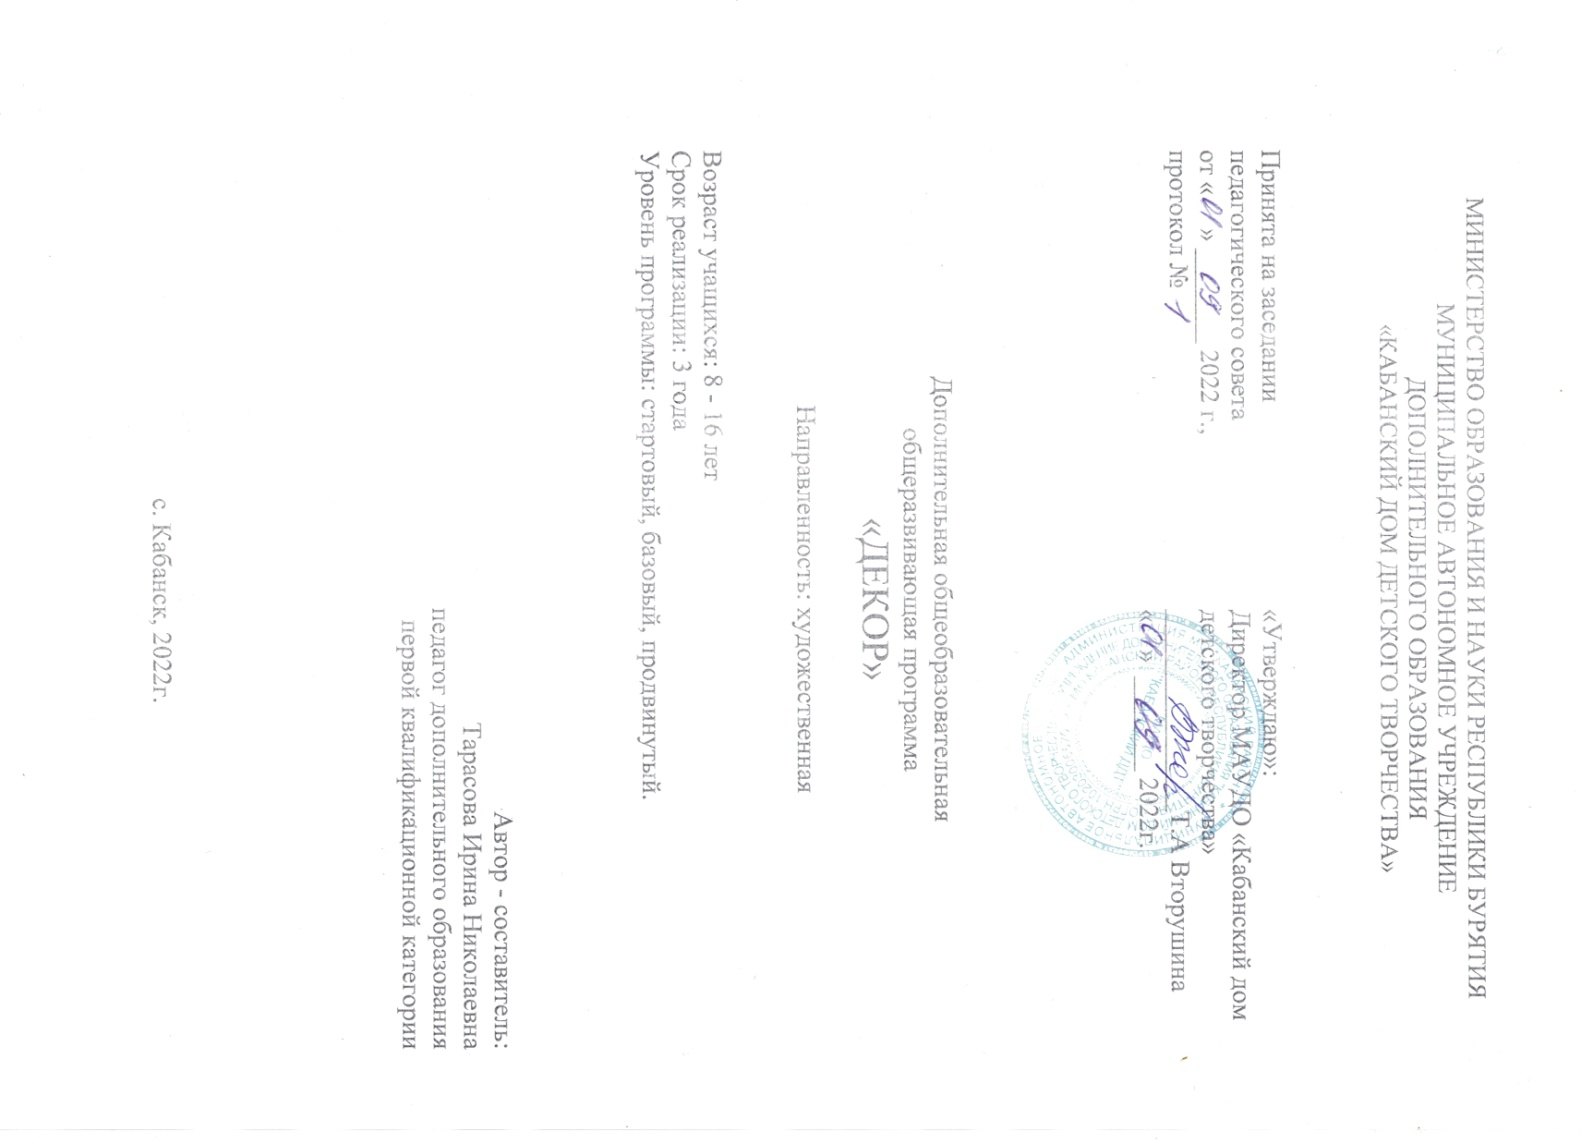 МИНИСТЕРСТВО ОБРАЗОВАНИЯ И НАУКИ РЕСПУБЛИКИ БУРЯТИЯ
МУНИЦИПАЛЬНОЕ АВТОНОМНОЕ УЧРЕЖДЕНИЕ
ДОПОЛНИТЕЛЬНОГО ОБРАЗОВАНИЯ
«КАБАНСКИЙ ДОМ ДЕТСКОГО ТВОРЧЕСТВА»
Принята на заседании
педагогического совета
от «01» 09 2022 г.,
протокол № 1
«Утверждаю»:
Директор МАУ ДО «Кабанский дом
детского творчества»
Т.А Вторушина
«01» 09 2022г.
Дополнительная общеобразовательная
общеразвивающая программа
«ДЕКОР»
Направленность: художественная
Возраст учащихся: 8 - 16 лет
Срок реализации: 3 года
Уровень программы: стартовый, базовый, продвинутый.
Автор - составитель:
Тарасова Ирина Николаевна
педагог дополнительного образования
первой квалификационной категории
с. Кабанск, 2022г.